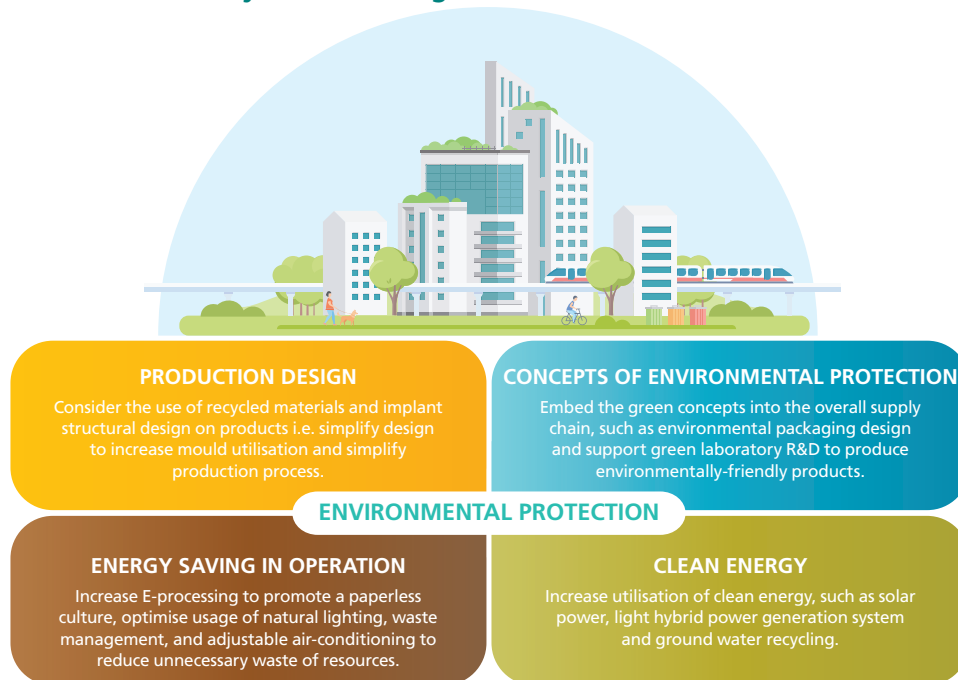 PRODUCTION DESIGN
Consider the use of recycled materials and implant
structural design on products i.e. simplify design
to increase mould utilisation and simplify
production process.
CONCEPTS OF ENVIRONMENTAL PROTECTION
Embed the green concepts into the overall supply
chain, such as environmental packaging design
and support green laboratory R&D to produce
environmentally-friendly products.
ENVIRONMENTAL PROTECTION
ENERGY SAVING IN OPERATION
Increase E-processing to promote a paperless
culture, optimise usage of natural lighting, waste
management, and adjustable air-conditioning to
reduce unnecessary waste of resources.
CLEAN ENERGY
Increase utilisation of clean energy, such as solar
power, light hybrid power generation system
and ground water recycling.